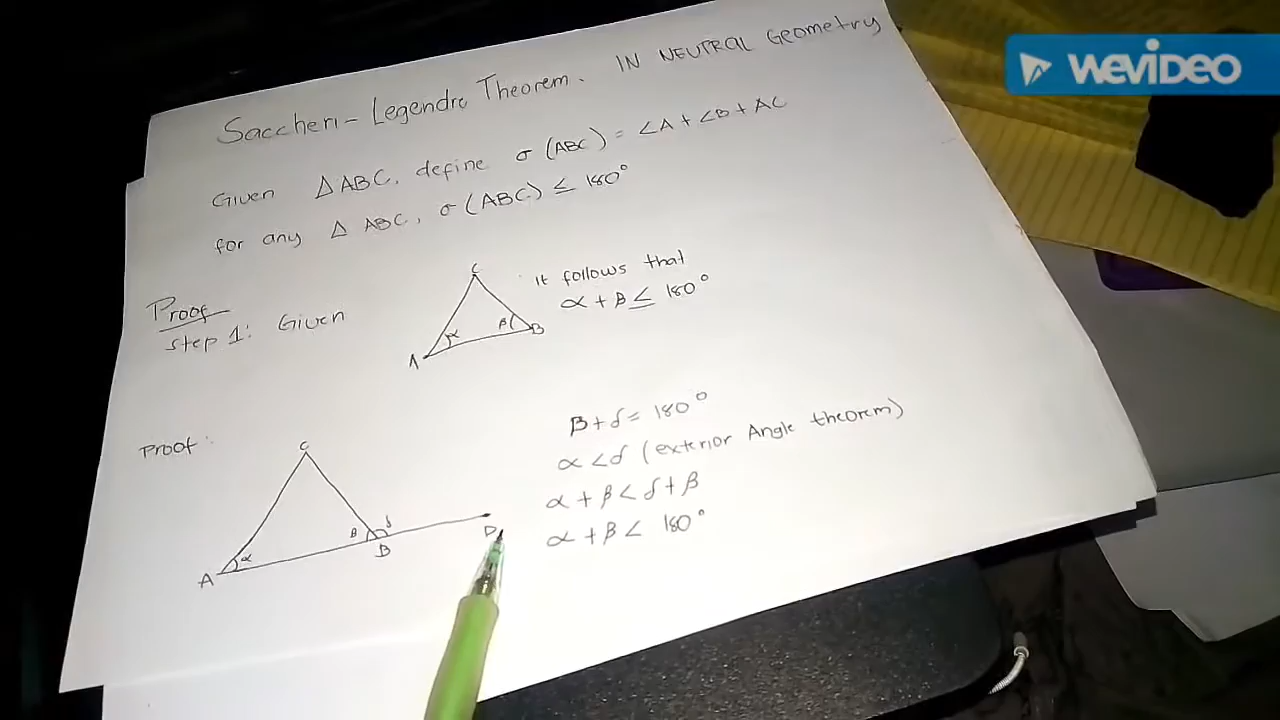 WEVIDEO
Saccheri - Legendre Theorem. IN NEUTRAL Geometry
Given △ABC, define σ(ABC) = ∠A + ∠B + AC
for any △ ABC, σ(ABC) ≤ 180°
Proof
Step 1: Given
C
α
β
A
B
It follows that
α + β ≤ 180°
Proof:
C
α
β
δ
A
B
D
β + δ = 180°
α < δ (exterior Angle theorem)
α + β < δ + β
α + β < 180°